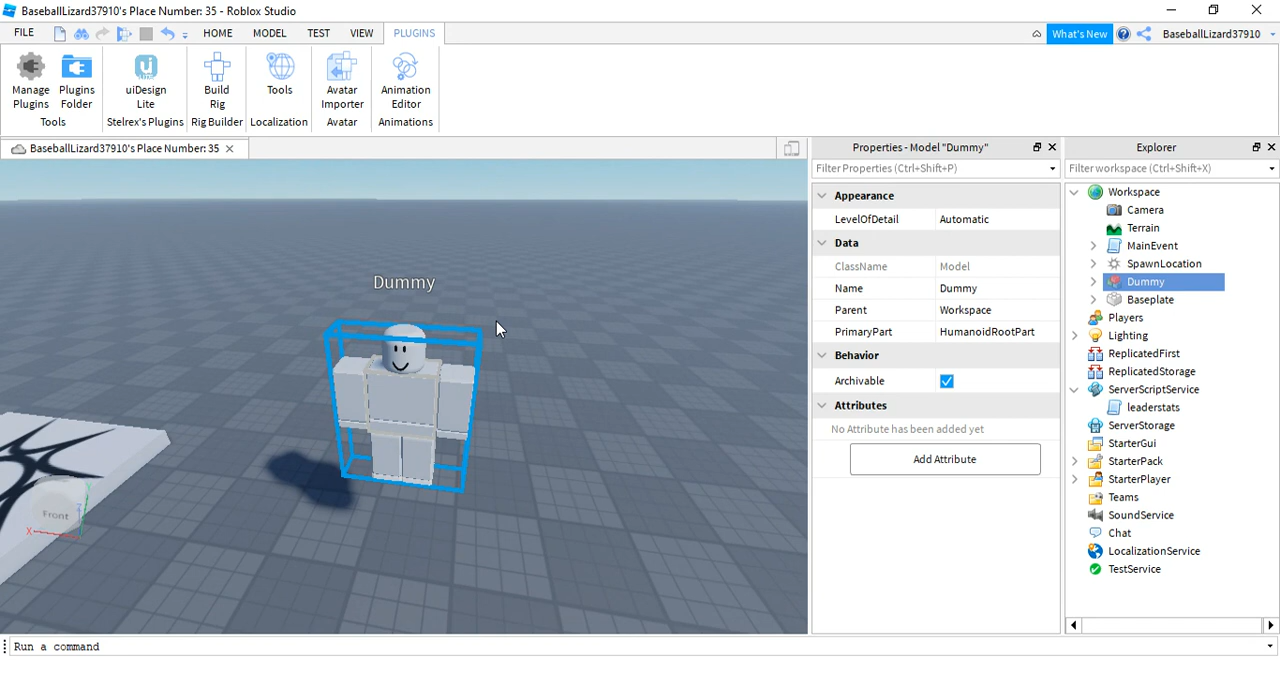 BaseballLizard37910's Place Number: 35 - Roblox Studio
FILE HOME MODEL TEST VIEW PLUGINS What's New BaseballLizard37910
Manage Plugins
Plugins Folder
uiDesign Lite
Build Rig
Tools
Avatar Importer
Animation Editor
Tools Stelrex's Plugins Rig Builder Localization Avatar Animations
BaseballLizard37910's Place Number: 35
Dummy
Front
X
Y
Z
Properties - Model "Dummy"
Filter Properties (Ctrl+Shift+P)
Appearance
LevelOfDetail Automatic
Data
ClassName Model
Name Dummy
Parent Workspace
PrimaryPart HumanoidRootPart
Behavior
Archivable
Attributes
No Attribute has been added yet
Add Attribute
Explorer
Filter workspace (Ctrl+Shift+X)
Workspace
Camera
Terrain
MainEvent
SpawnLocation
Dummy
Baseplate
Players
Lighting
ReplicatedFirst
ReplicatedStorage
ServerScriptService
leaderstats
ServerStorage
StarterGui
StarterPack
StarterPlayer
Teams
SoundService
Chat
LocalizationService
TestService
Run a command